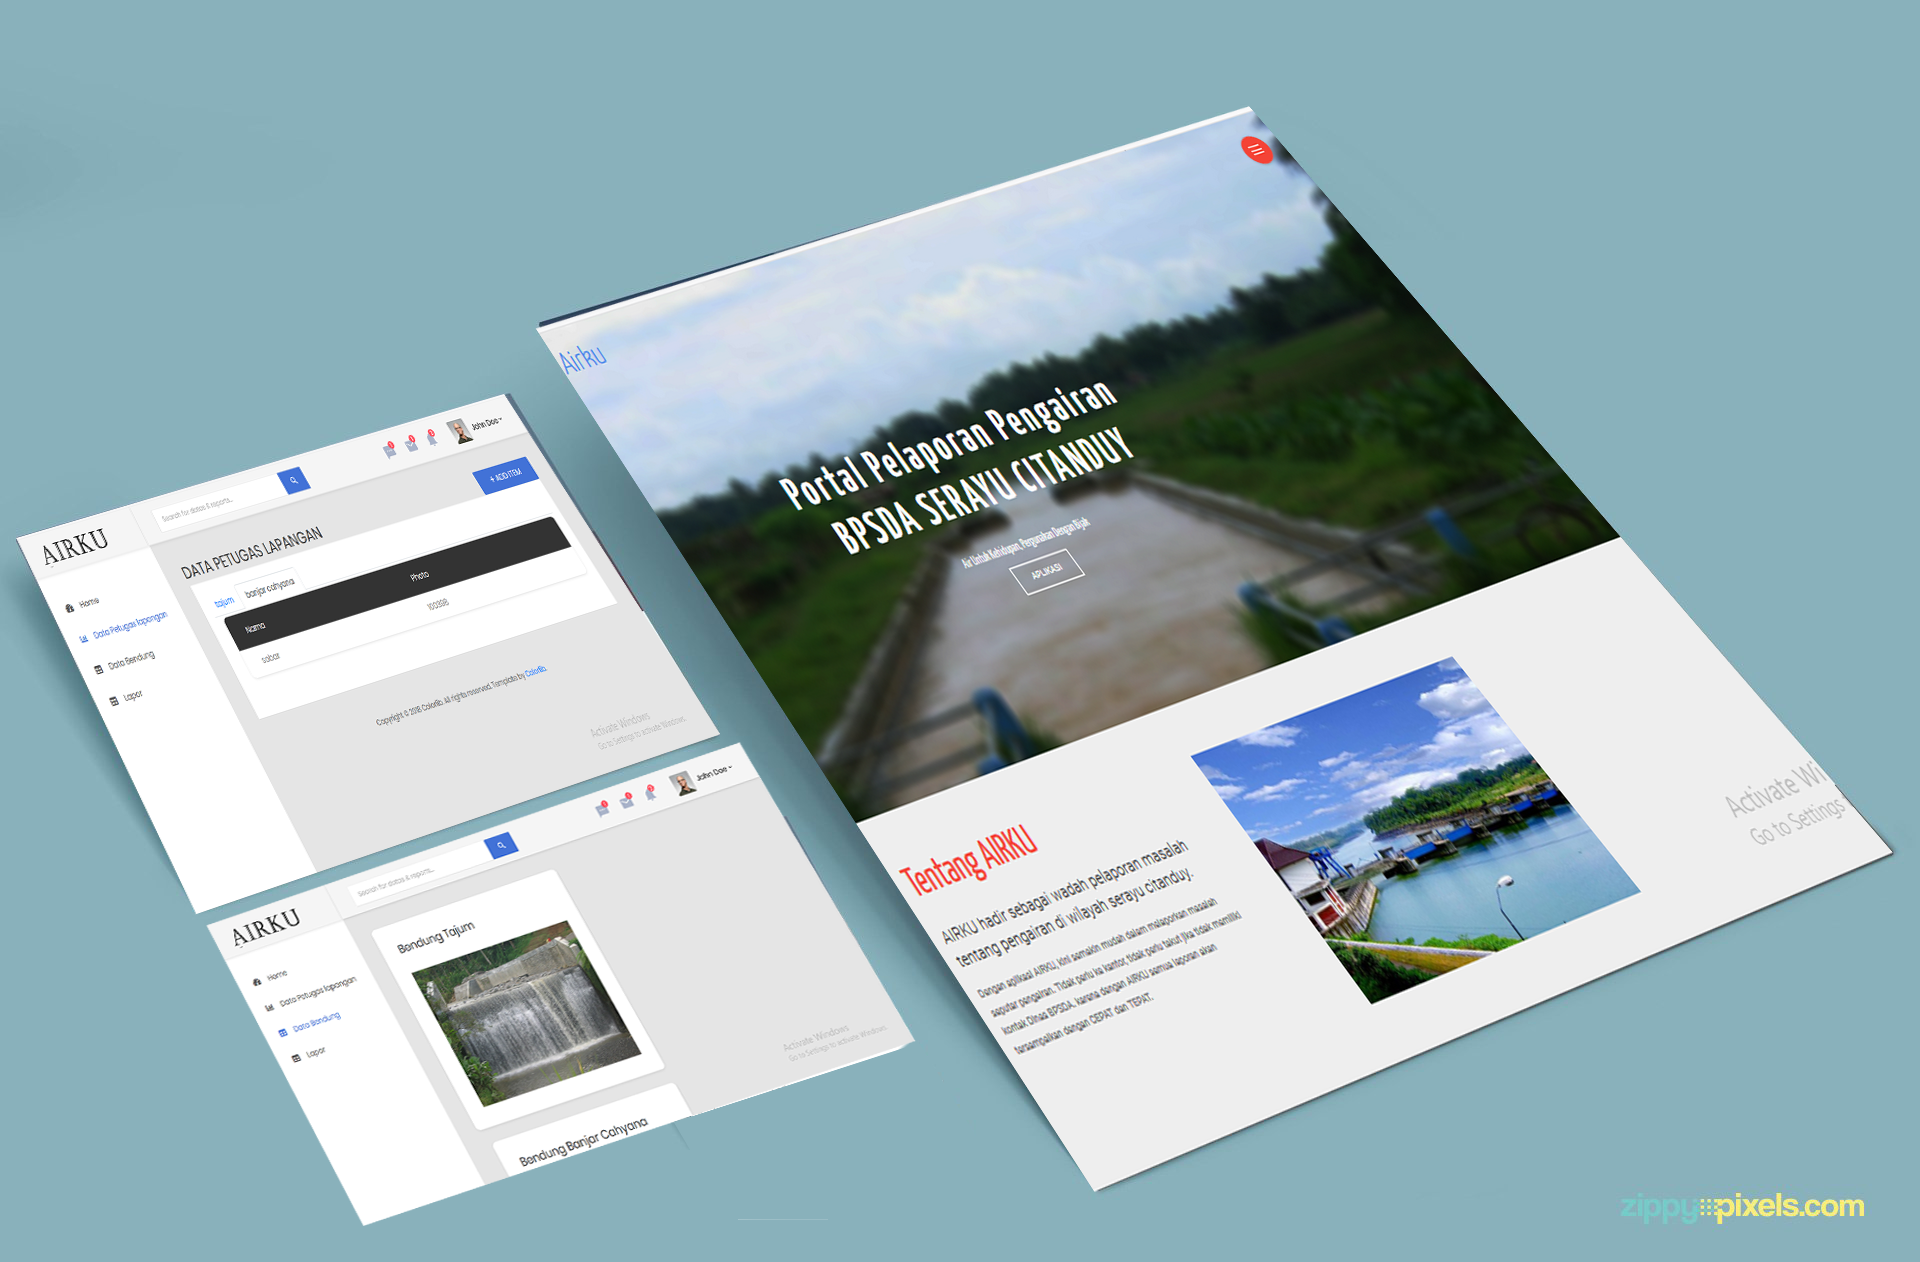 AIRKU
Search for datas & reports...
John Doe
Home
Data Petugas lapangan
Data Bendung
Lapor
DATA PETUGAS LAPANGAN
+ ADD ITEM
tajum
banjar cahyana
Nama
Photo
sabar
100398
Copyright © 2018 Colorlib. All rights reserved. Template by Colorlib.
Activate Windows
Go to Settings to activate Windows.
AIRKU
Search for datas & reports...
John Doe
Home
Data Petugas lapangan
Data Bendung
Lapor
Bendung Tajum
Bendung Banjar Cahyana
Activate Windows
Go to Settings to activate Windows.
Airku
Portal Pelaporan Pengairan
BPSDA SERAYU CITANDUY
Air Untuk Kehidupan, Pergunakan Dengan Bijak
APLIKASI
Tentang AIRKU
AIRKU hadir sebagai wadah pelaporan masalah
tentang pengairan di wilayah serayu citanduy.
Dengan aplikasi AIRKU, kini semakin mudah dalam melaporkan masalah
seputar pengairan. Tidak perlu ke kantor, tidak perlu takut jika tidak memiliki
kontak Dinas BPSDA, karena dengan AIRKU semua laporan akan
tersampaikan dengan CEPAT dan TEPAT.
Activate Wi
Go to Settings
zippypixels.com